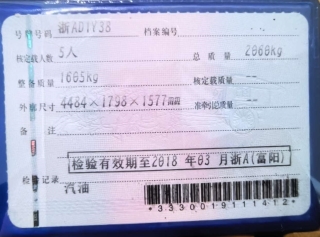 号牌号码 浙AD1Y38 档案编号
核定载人数 5人 总质量 2060kg
整备质量 1605kg 核定载质量 --
外廓尺寸 4484×1798×1577mm 准牵引总质量 --
备注
检验有效期至2018 年03 月浙A(富阳)
检验记录
汽油
*3330019111412*